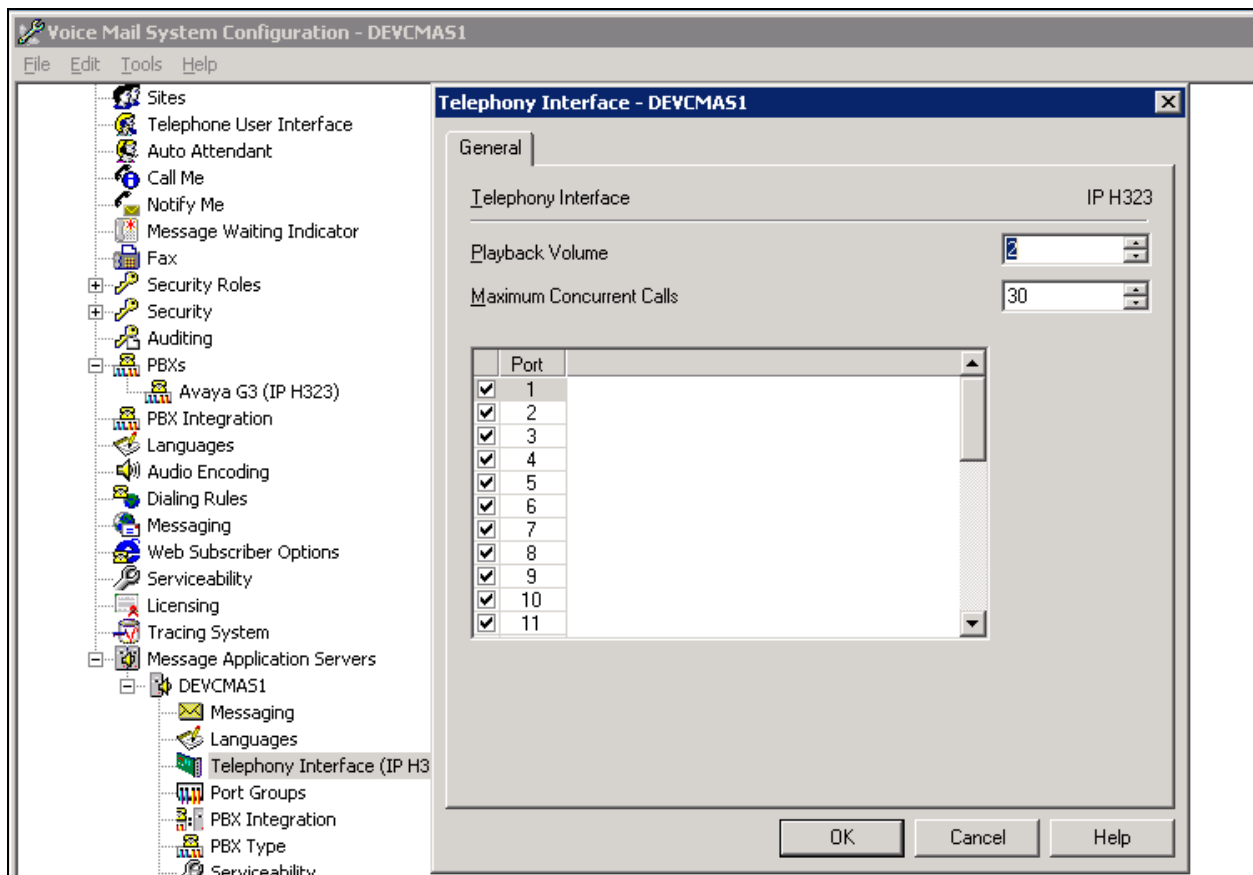 Voice Mail System Configuration - DEVCMAS1
File Edit Tools Help
Sites
Telephone User Interface
Auto Attendant
Call Me
Notify Me
Message Waiting Indicator
Fax
Security Roles
Security
Auditing
PBXs
Avaya G3 (IP H323)
PBX Integration
Languages
Audio Encoding
Dialing Rules
Messaging
Web Subscriber Options
Serviceability
Licensing
Tracing System
Message Application Servers
DEVCMAS1
Messaging
Languages
Telephony Interface (IP H3
Port Groups
PBX Integration
PBX Type
Serviceability
Telephony Interface - DEVCMAS1
General
Telephony Interface IP H323
Playback Volume 2
Maximum Concurrent Calls 30
Port
1
2
3
4
5
6
7
8
9
10
11
OK Cancel Help